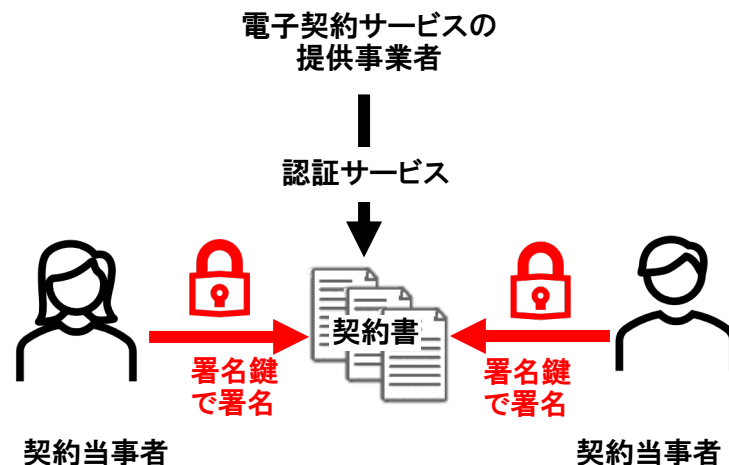 電子契約サービスの
提供事業者
認証サービス
契約書
署名鍵
で署名
署名鍵
で署名
契約当事者
契約当事者